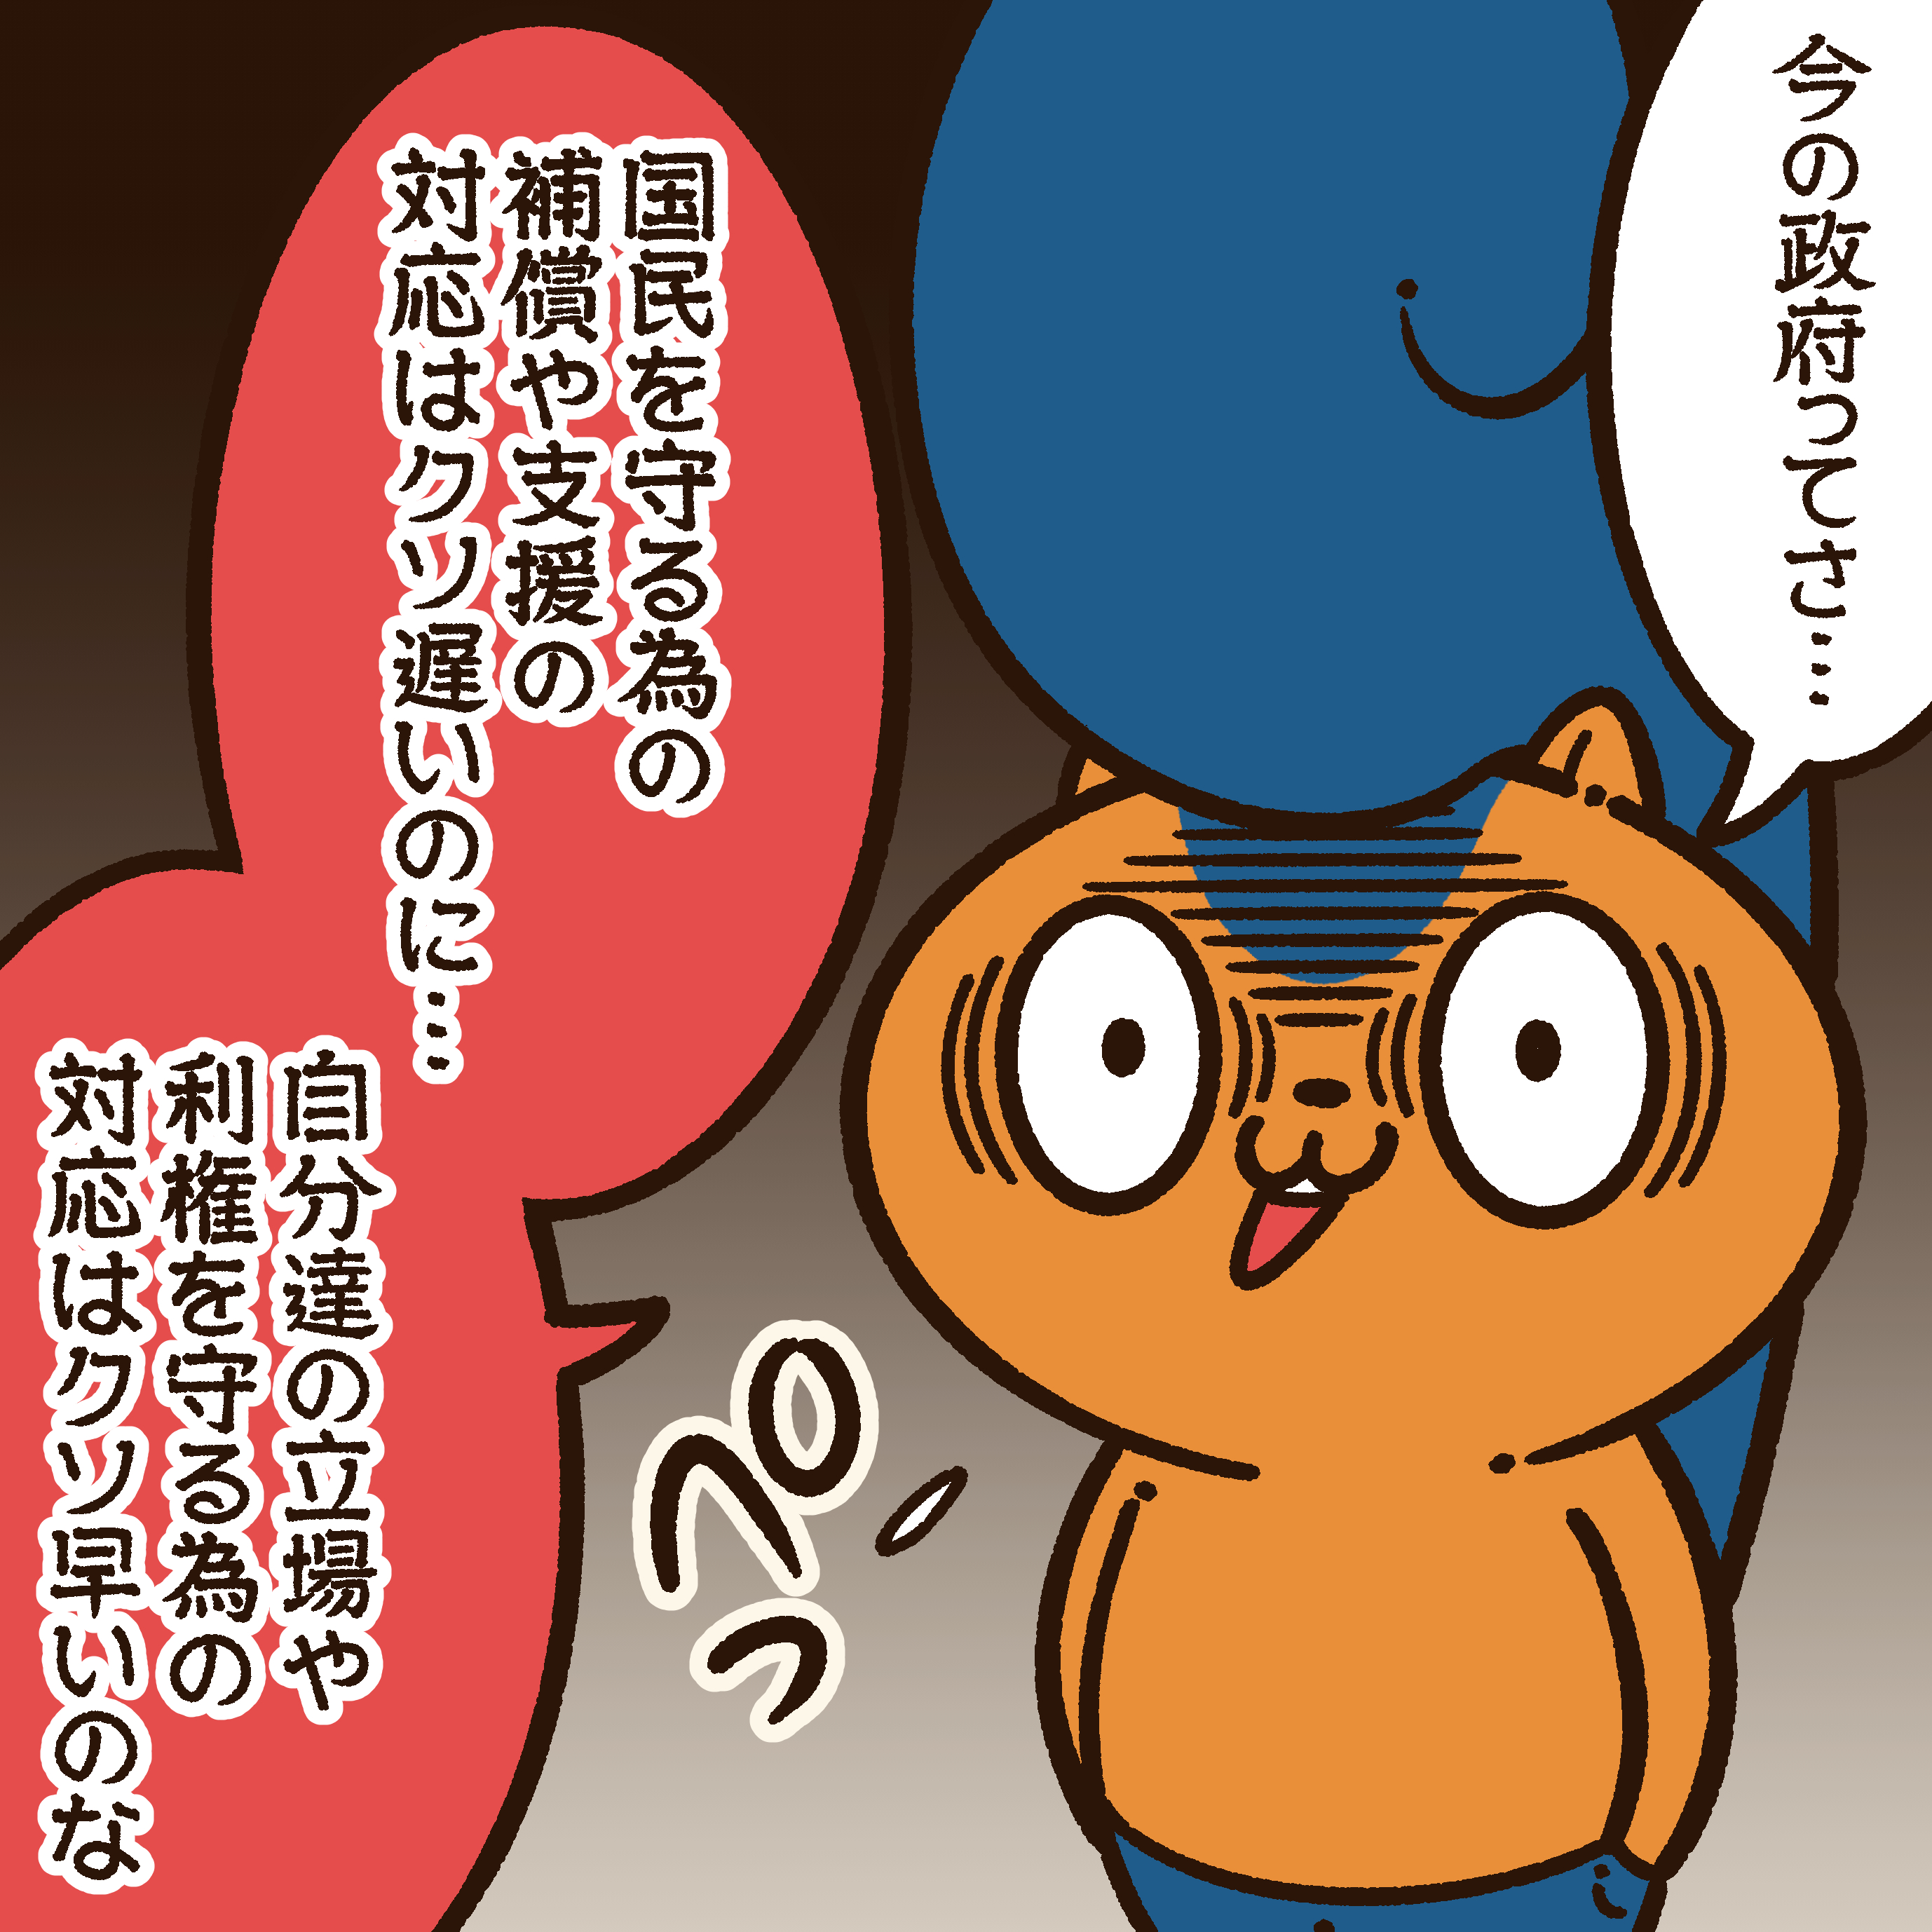 今の政府ってさ…
国民を守る為の
補償や支援の
対応はクソ遅いのに…
自分達の立場や
利権を守る為の
対応はクソ早いのな
ペっ